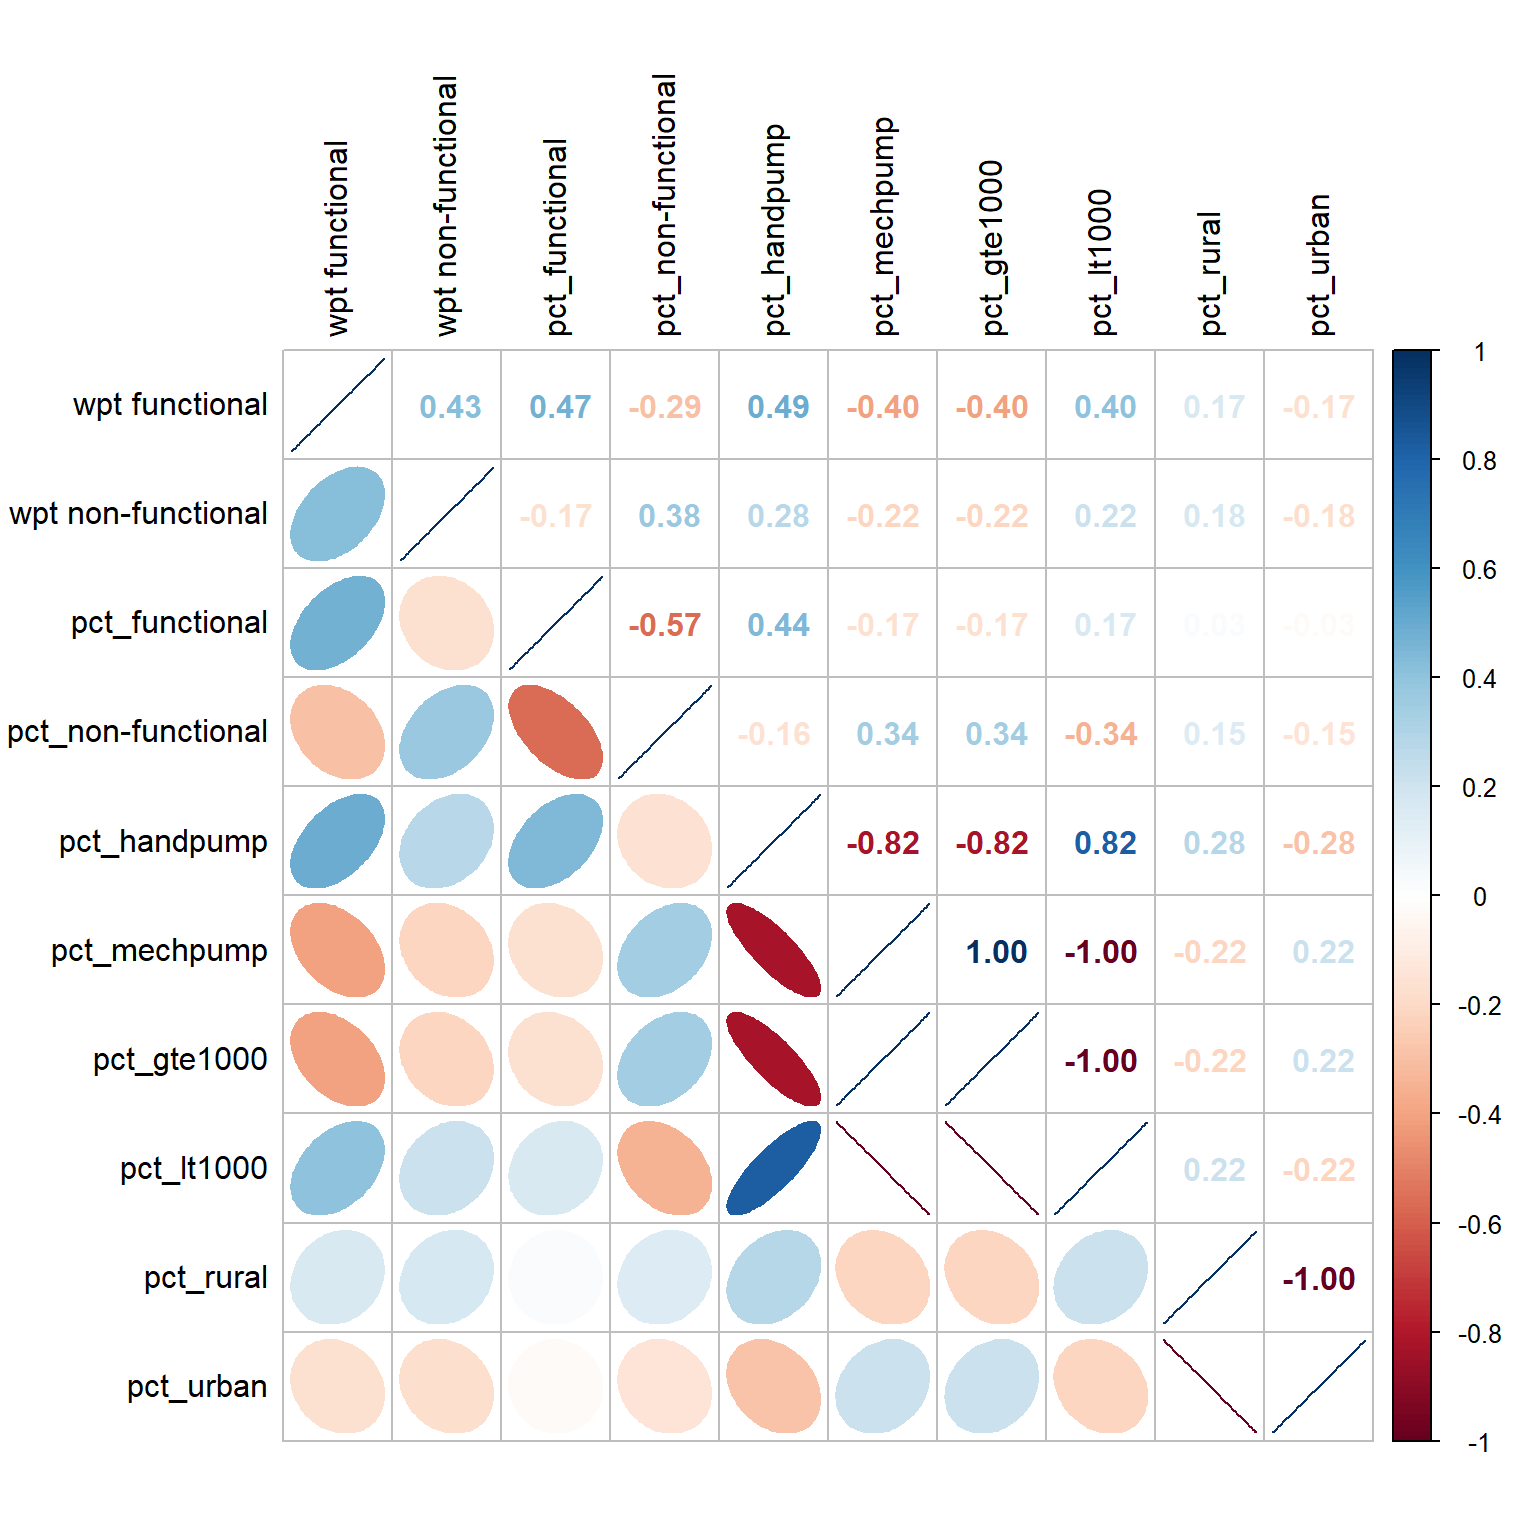 wpt functional
wpt non-functional
pct_functional
pct_non-functional
pct_handpump
pct_mechpump
pct_gte1000
pct_lt1000
pct_rural
pct_urban
wpt functional 0.43 0.47 -0.29 0.49 -0.40 -0.40 0.40 0.17 -0.17
wpt non-functional -0.17 0.38 0.28 -0.22 -0.22 0.22 0.18 -0.18
pct_functional -0.57 0.44 -0.17 -0.17 0.17 0.03 -0.03
pct_non-functional -0.16 0.34 0.34 -0.34 0.15 -0.15
pct_handpump -0.82 -0.82 0.82 0.28 -0.28
pct_mechpump 1.00 -1.00 -0.22 0.22
pct_gte1000 -1.00 -0.22 0.22
pct_lt1000 0.22 -0.22
pct_rural -1.00
pct_urban
1
0.8
0.6
0.4
0.2
0
-0.2
-0.4
-0.6
-0.8
-1